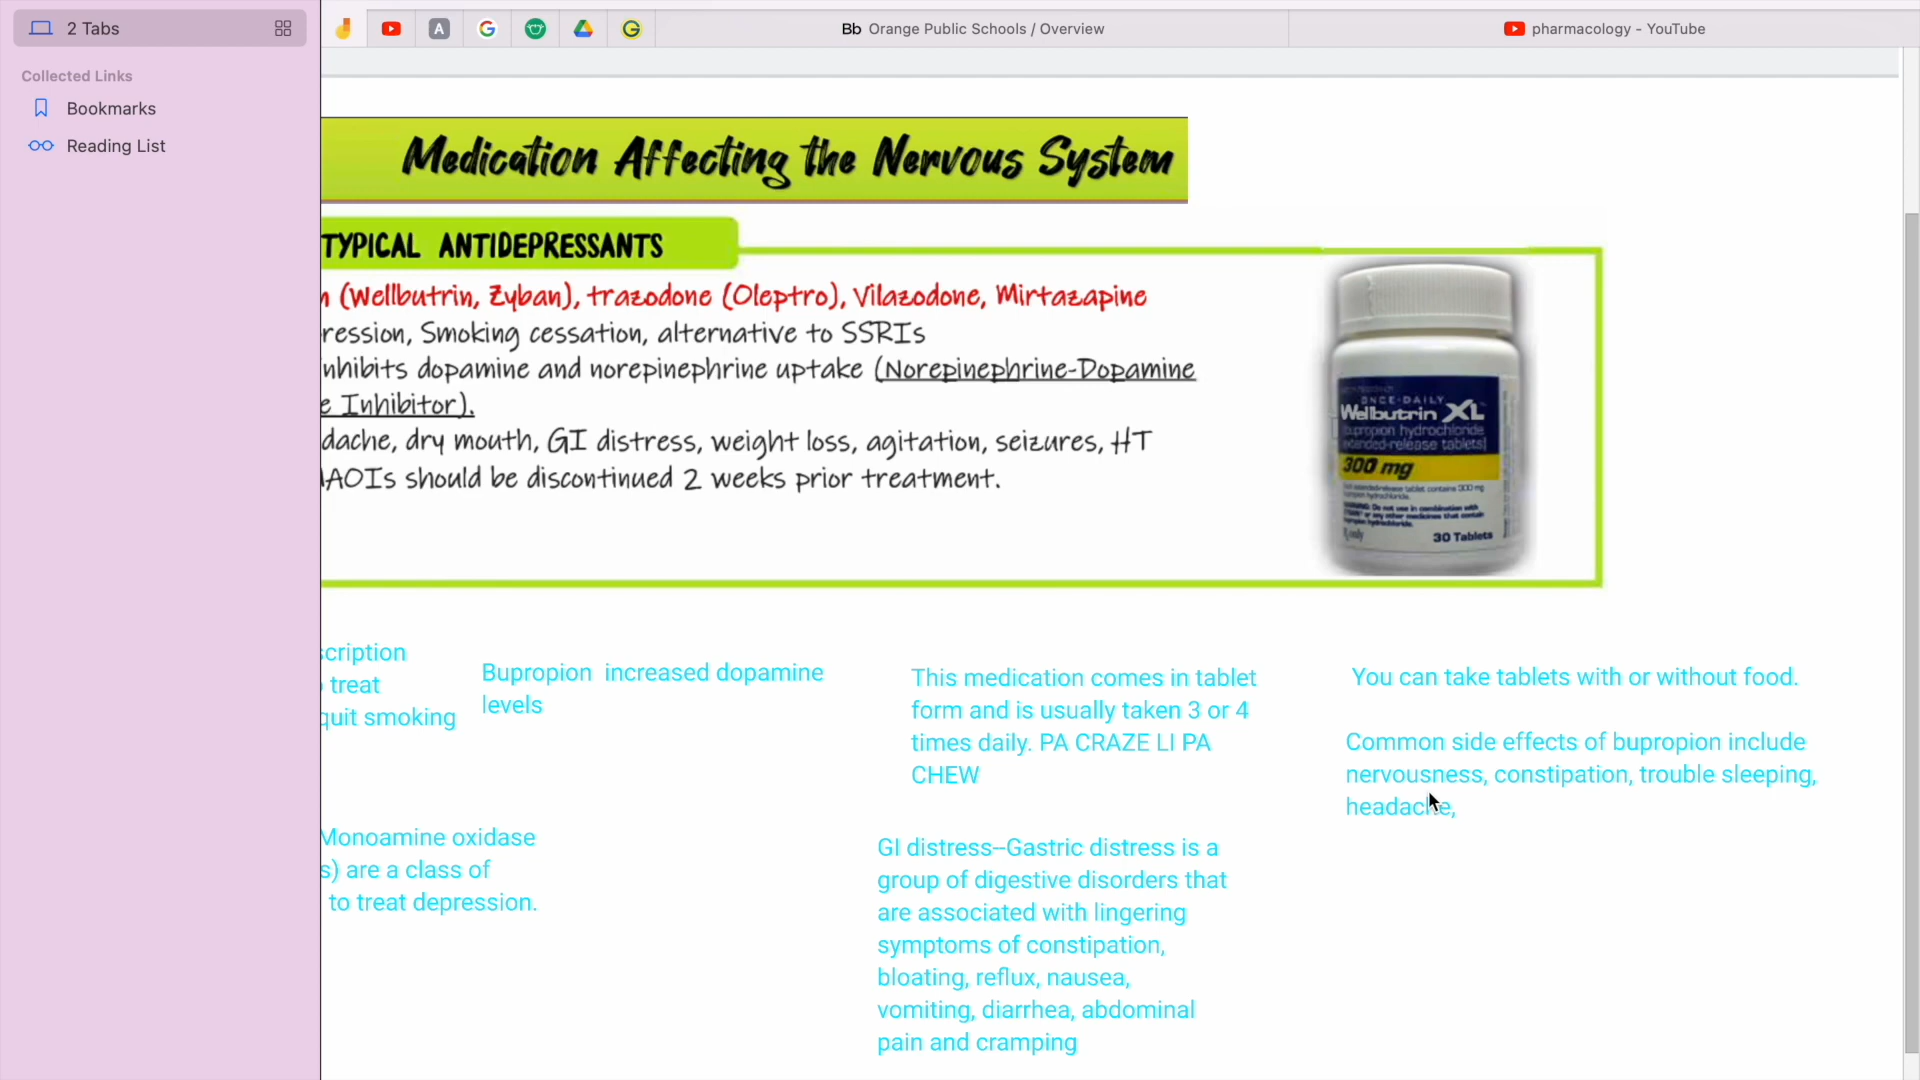 2 Tabs
Collected Links
Bookmarks
Reading List
A
Bb Orange Public Schools / Overview
pharmacology - YouTube
Medication Affecting the Nervous System
TYPICAL ANTIDEPRESSANTS
n (Wellbutrin, Zyban), trazodone (Oleptro), Vilazodone, Mirtazapine
ression, Smoking cessation, alternative to SSRIs
nhibits dopamine and norepinephrine uptake (Norepinephrine-Dopamine
e Inhibitor).
dache, dry mouth, GI distress, weight loss, agitation, seizures, HT
AOIs should be discontinued 2 weeks prior treatment.
ONCE-DAILY
Wellbutrin XL
bupropion hydrochloride
extended-release tablets
300 mg
only
30 Tablets
scription
treat
quit smoking
Bupropion increased dopamine
levels
This medication comes in tablet
form and is usually taken 3 or 4
times daily. PA CRAZE LI PA
CHEW
You can take tablets with or without food.
Common side effects of bupropion include
nervousness, constipation, trouble sleeping,
headache,
Monoamine oxidase
s) are a class of
to treat depression.
GI distress--Gastric distress is a
group of digestive disorders that
are associated with lingering
symptoms of constipation,
bloating, reflux, nausea,
vomiting, diarrhea, abdominal
pain and cramping